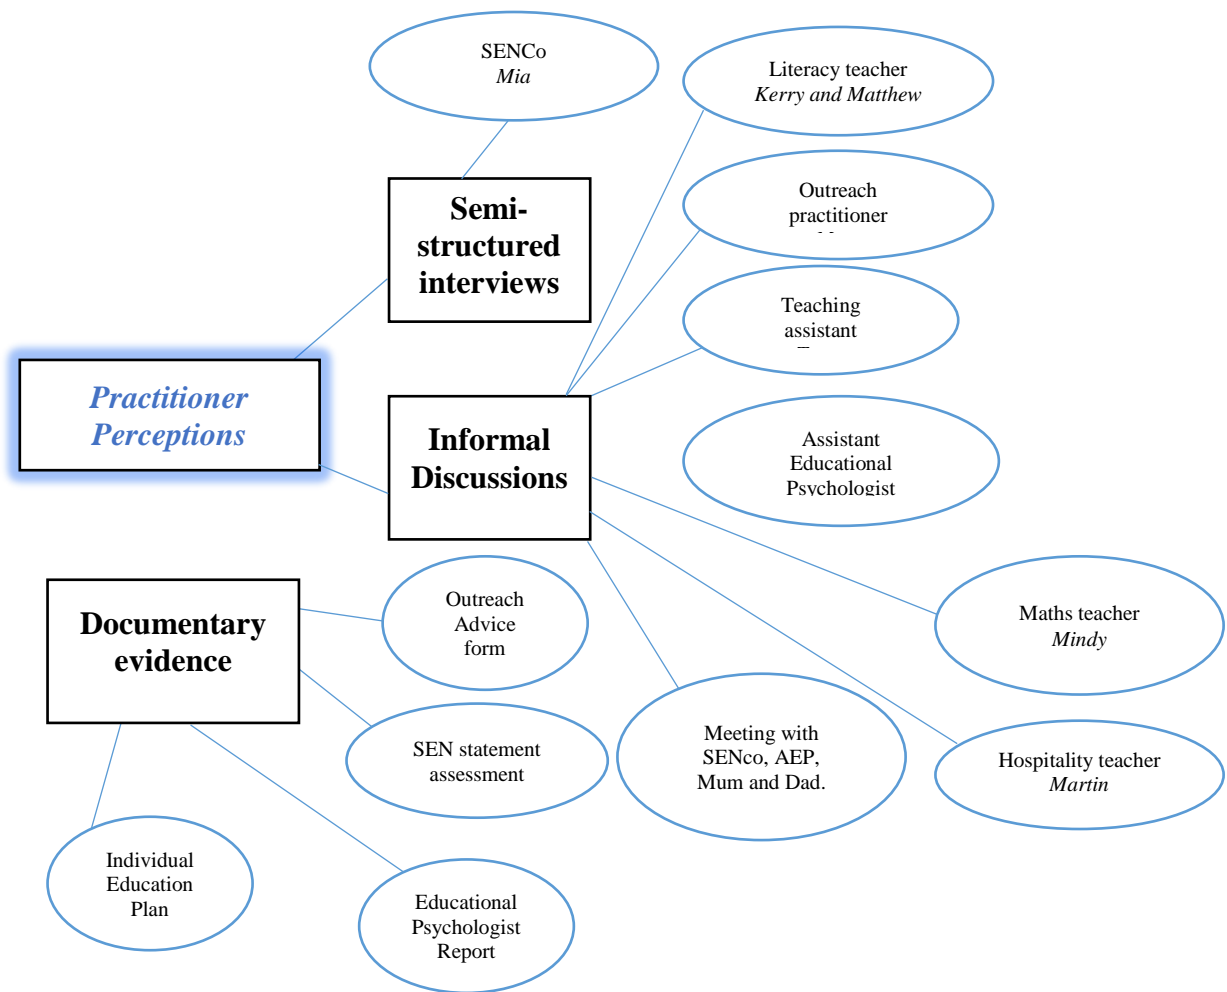 SENCo
Mia
Literacy teacher
Kerry and Matthew
Semi-
structured
interviews
Outreach
practitioner
Teaching
assistant
Practitioner
Perceptions
Informal
Discussions
Assistant
Educational
Psychologist
Documentary
evidence
Outreach
Advice
form
Maths teacher
Mindy
SEN statement
assessment
Meeting with
SENco, AEP,
Mum and Dad.
Hospitality teacher
Martin
Individual
Education
Plan
Educational
Psychologist
Report